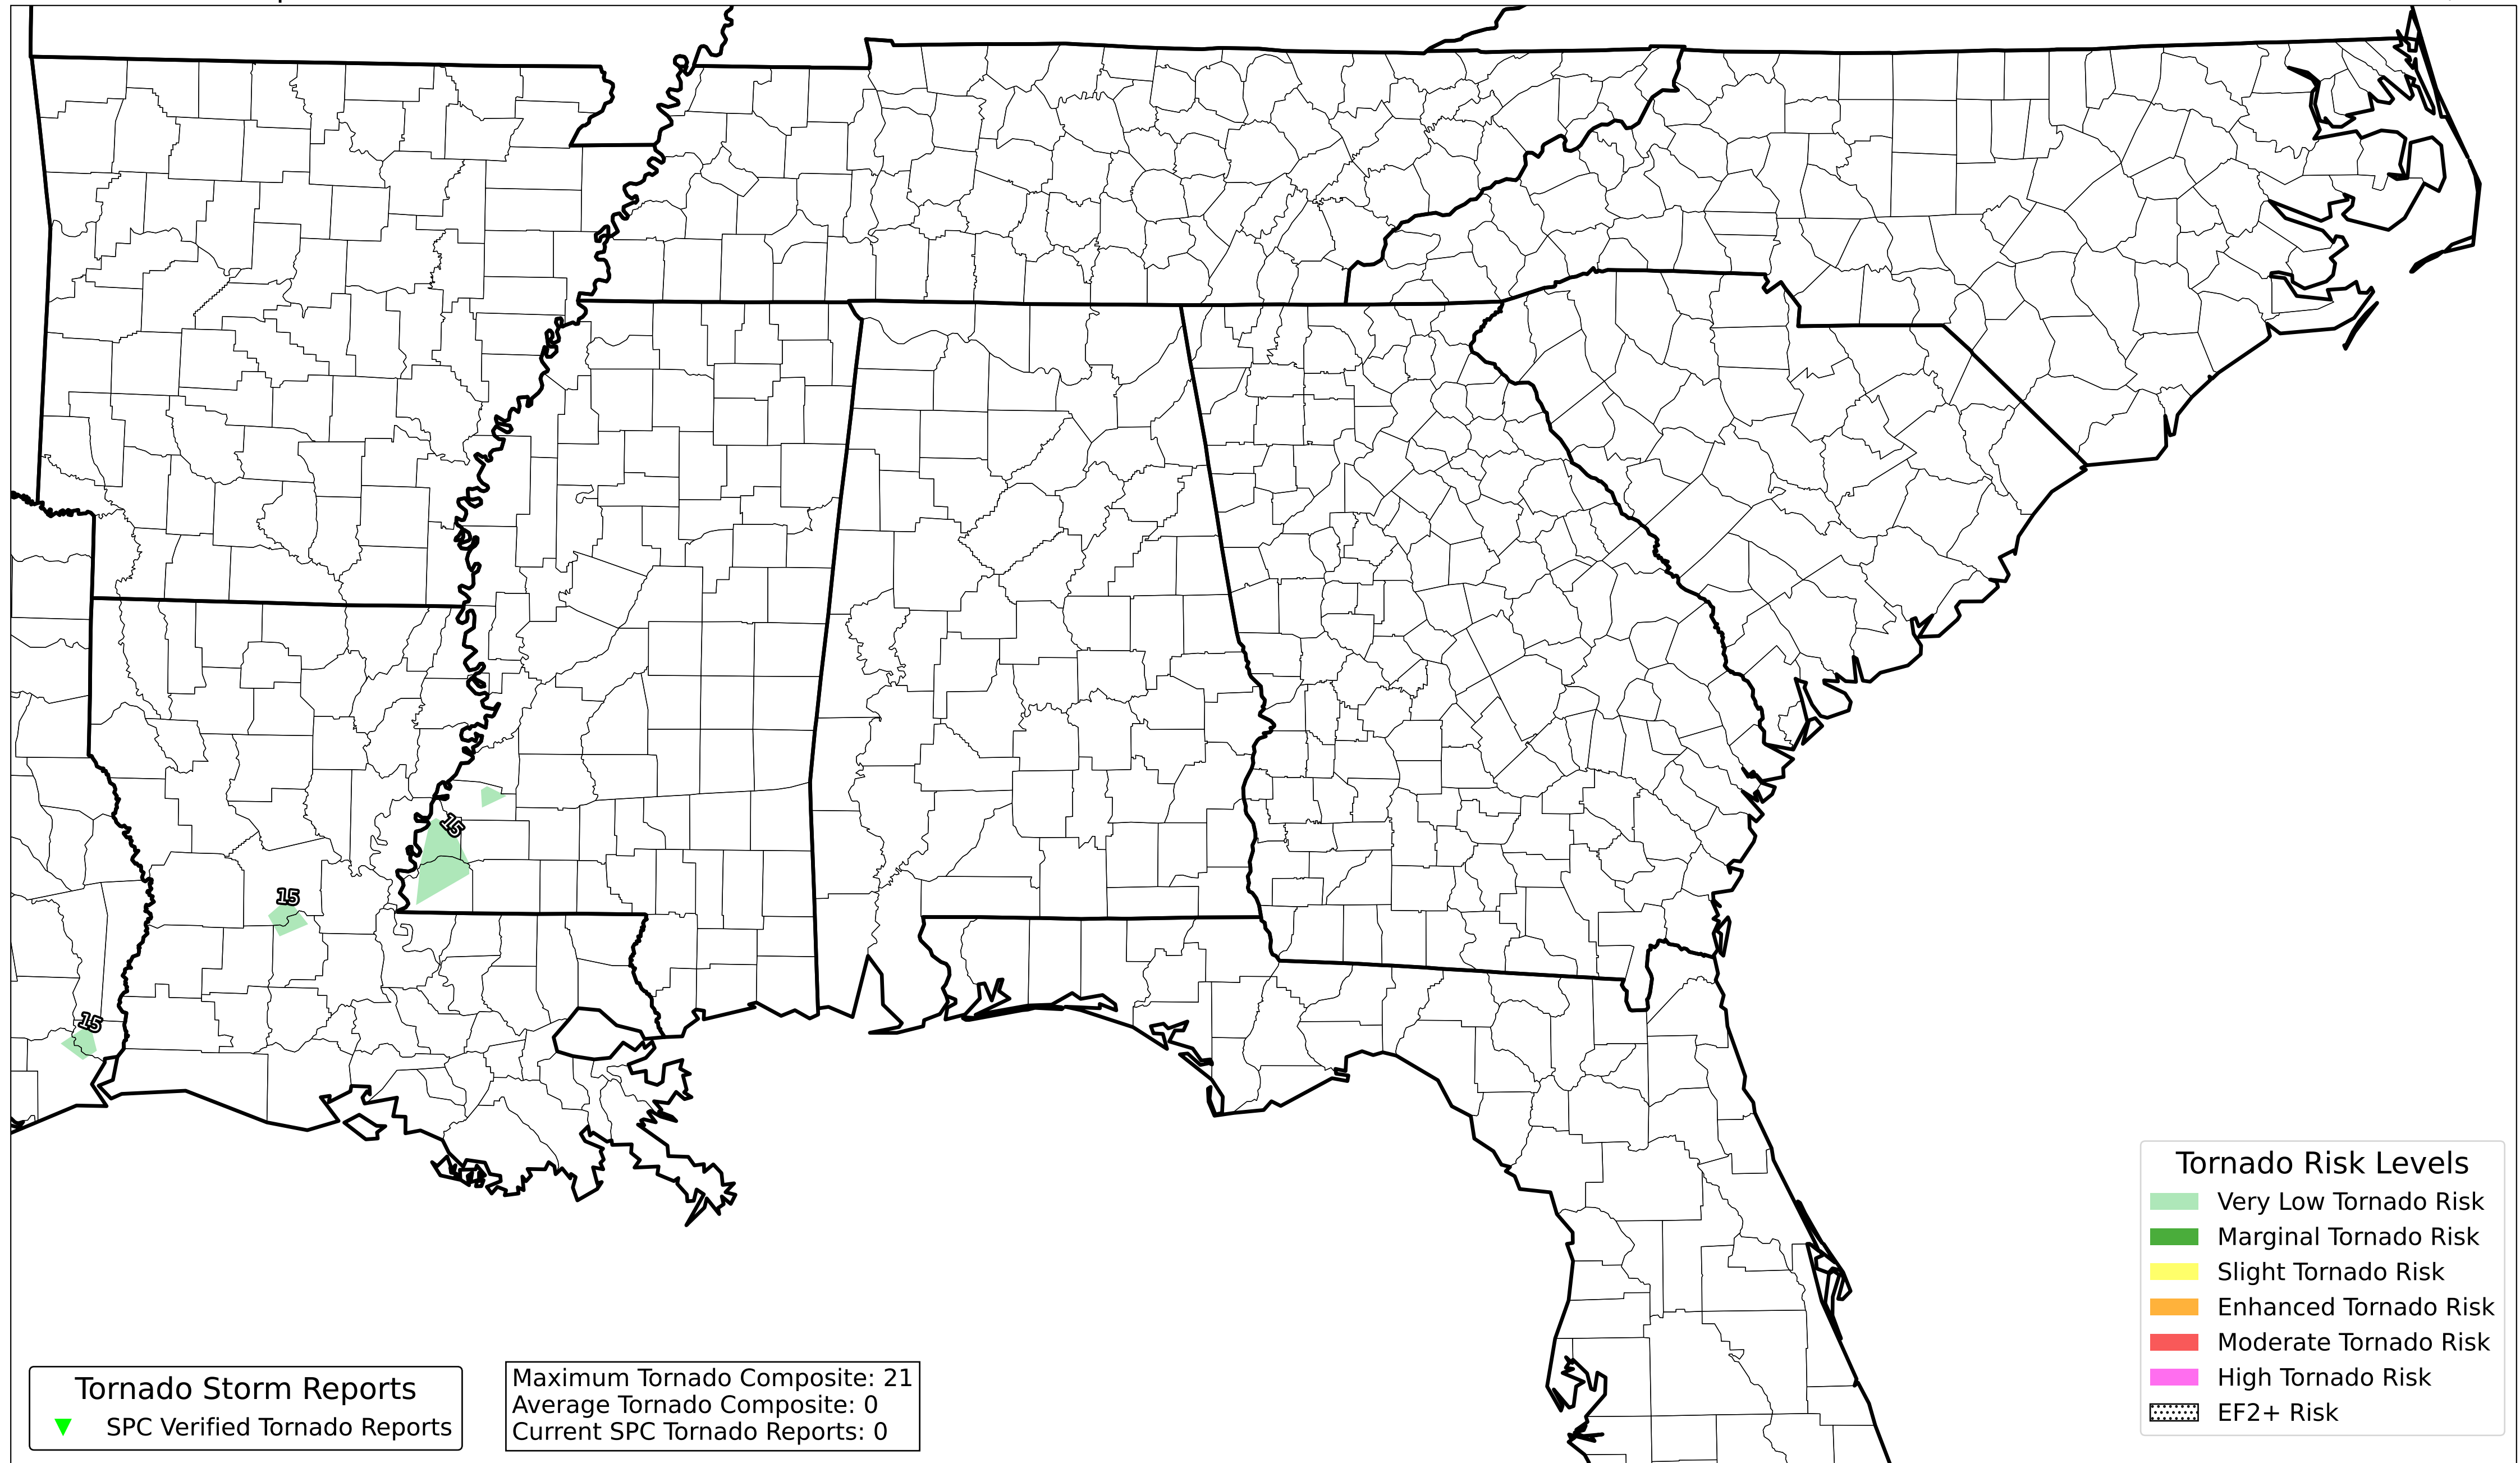 15
15
15
Tornado Risk Levels
Very Low Tornado Risk
Marginal Tornado Risk
Slight Tornado Risk
Enhanced Tornado Risk
Moderate Tornado Risk
High Tornado Risk
EF2+ Risk
Tornado Storm Reports
SPC Verified Tornado Reports
Maximum Tornado Composite: 21
Average Tornado Composite: 0
Current SPC Tornado Reports: 0